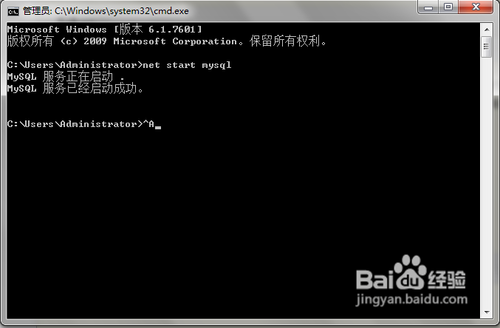 管理员: C:\Windows\system32\cmd.exe
Microsoft Windows [版本 6.1.7601]
版权所有 (c) 2009 Microsoft Corporation。保留所有权利。
C:\Users\Administrator>net start mysql
MySQL 服务正在启动 .
MySQL 服务已经启动成功。
C:\Users\Administrator>^A
Baidu经验
jingyan.baidu.com